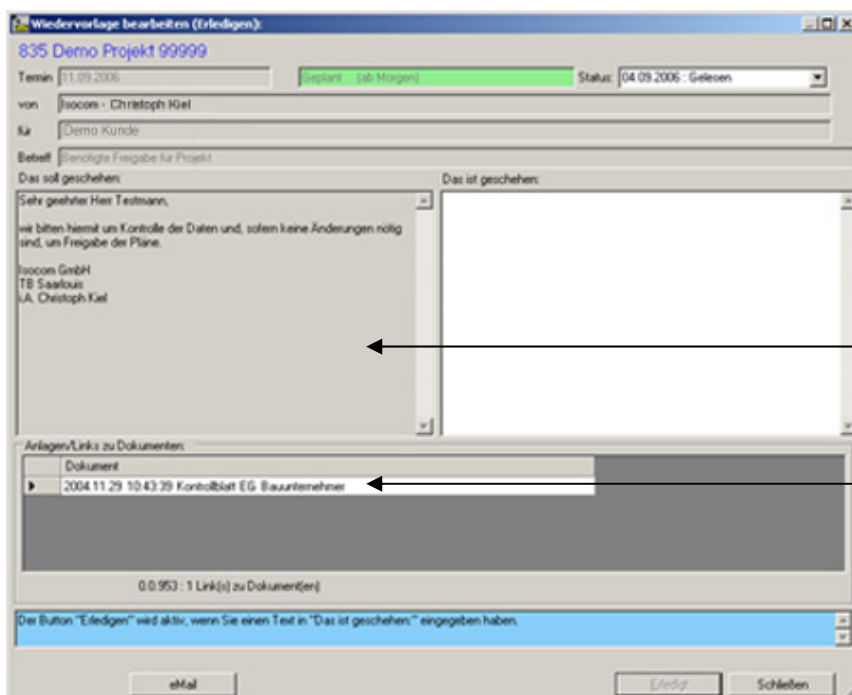 Wiedervorlage bearbeiten (Erledigen):
835 Demo Projekt 99999
Termin 11.09.2006 Geplant [ab Morgen] Status: 04.09.2006 : Gelesen
von Isocom - Christoph Kiel
für Demo Kunde
Betreff Benötigte Freigabe für Projekt
Das soll geschehen: Das ist geschehen:
Sehr geehrter Herr Testmann,
wir bitten hiermit um Kontrolle der Daten und, sofern keine Änderungen nötig
sind, um Freigabe der Pläne.
Isocom GmbH
TB Saarlouis
i.A. Christoph Kiel
Anlagen/Links zu Dokumenten:
Dokument
2004.11.29 10:43:39 Kontrollblatt EG Bauunternehmer
0.0.953 : 1 Link(s) zu Dokument(en)
Der Button "Erledigen" wird aktiv, wenn Sie einen Text in "Das ist geschehen:" eingegeben haben.
eMail Erledigt Schließen